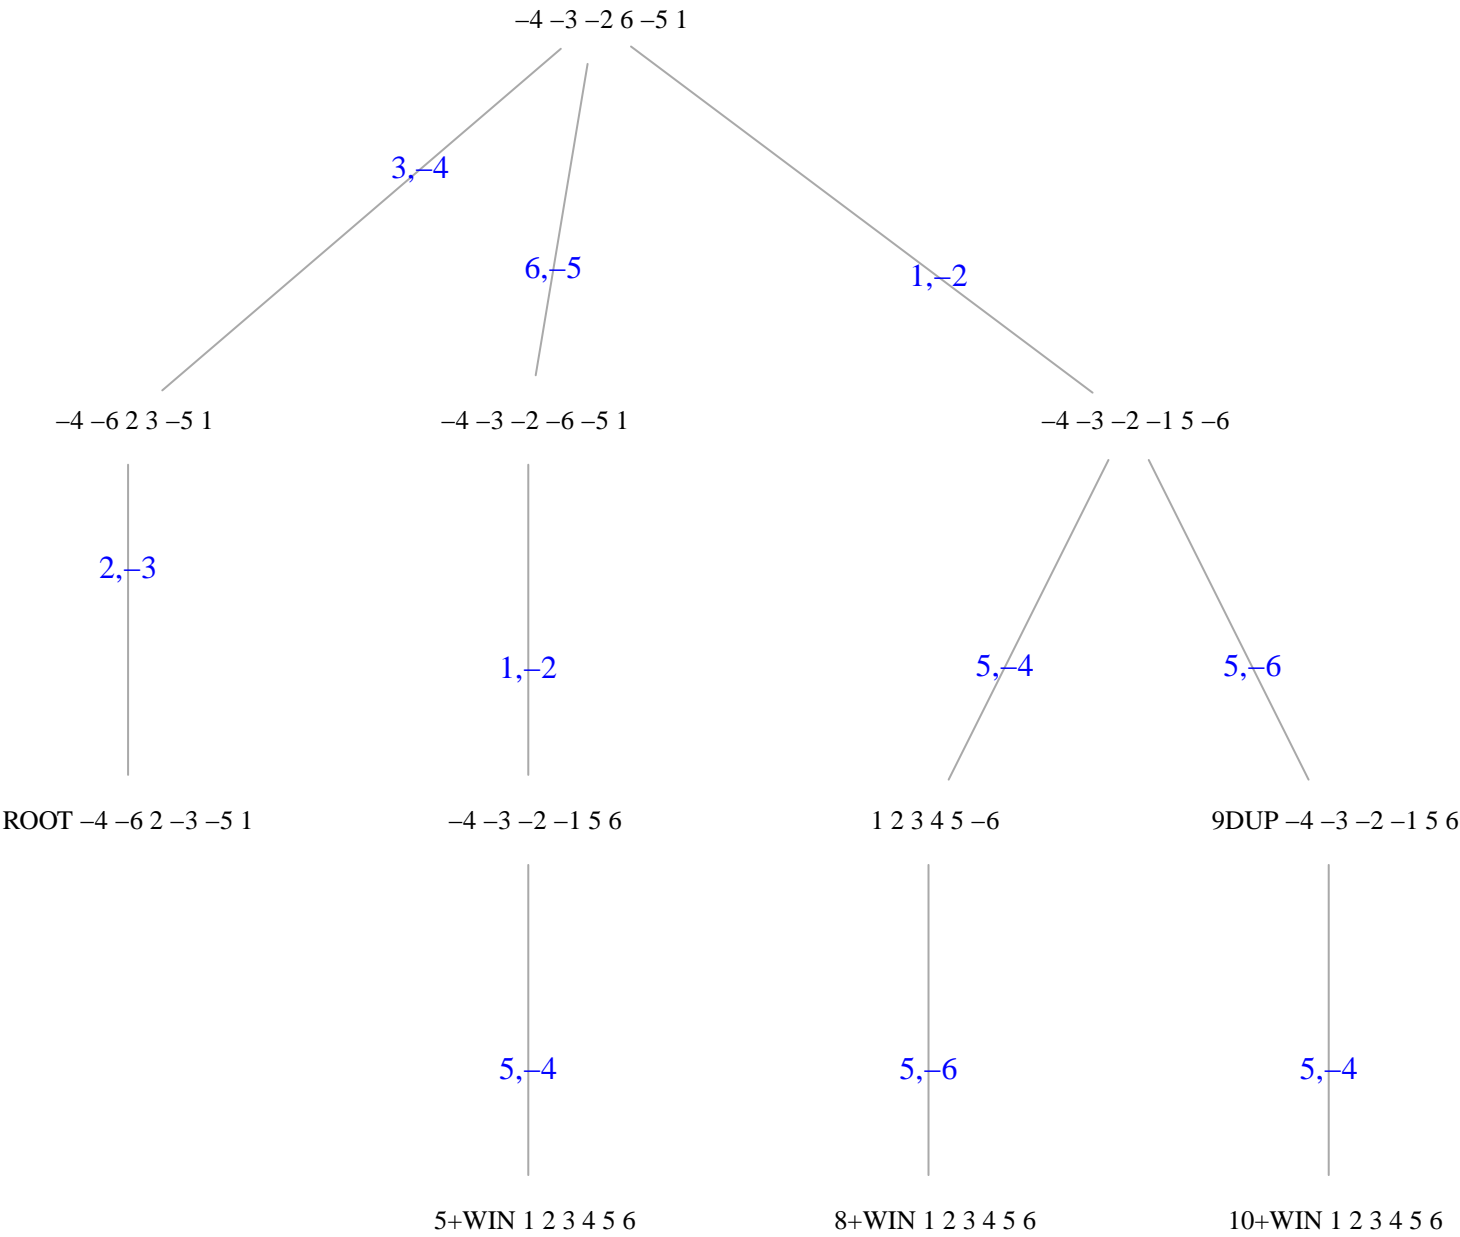 –4 –3 –2 6 –5 1
3,–4
6,–5
1,–2
–4 –6 2 3 –5 1
–4 –3 –2 –6 –5 1
–4 –3 –2 –1 5 –6
2,–3
1,–2
5,–4
5,–6
ROOT –4 –6 2 –3 –5 1
–4 –3 –2 –1 5 6
1 2 3 4 5 –6
9DUP –4 –3 –2 –1 5 6
5,–4
5,–6
5,–4
5+WIN 1 2 3 4 5 6
8+WIN 1 2 3 4 5 6
10+WIN 1 2 3 4 5 6